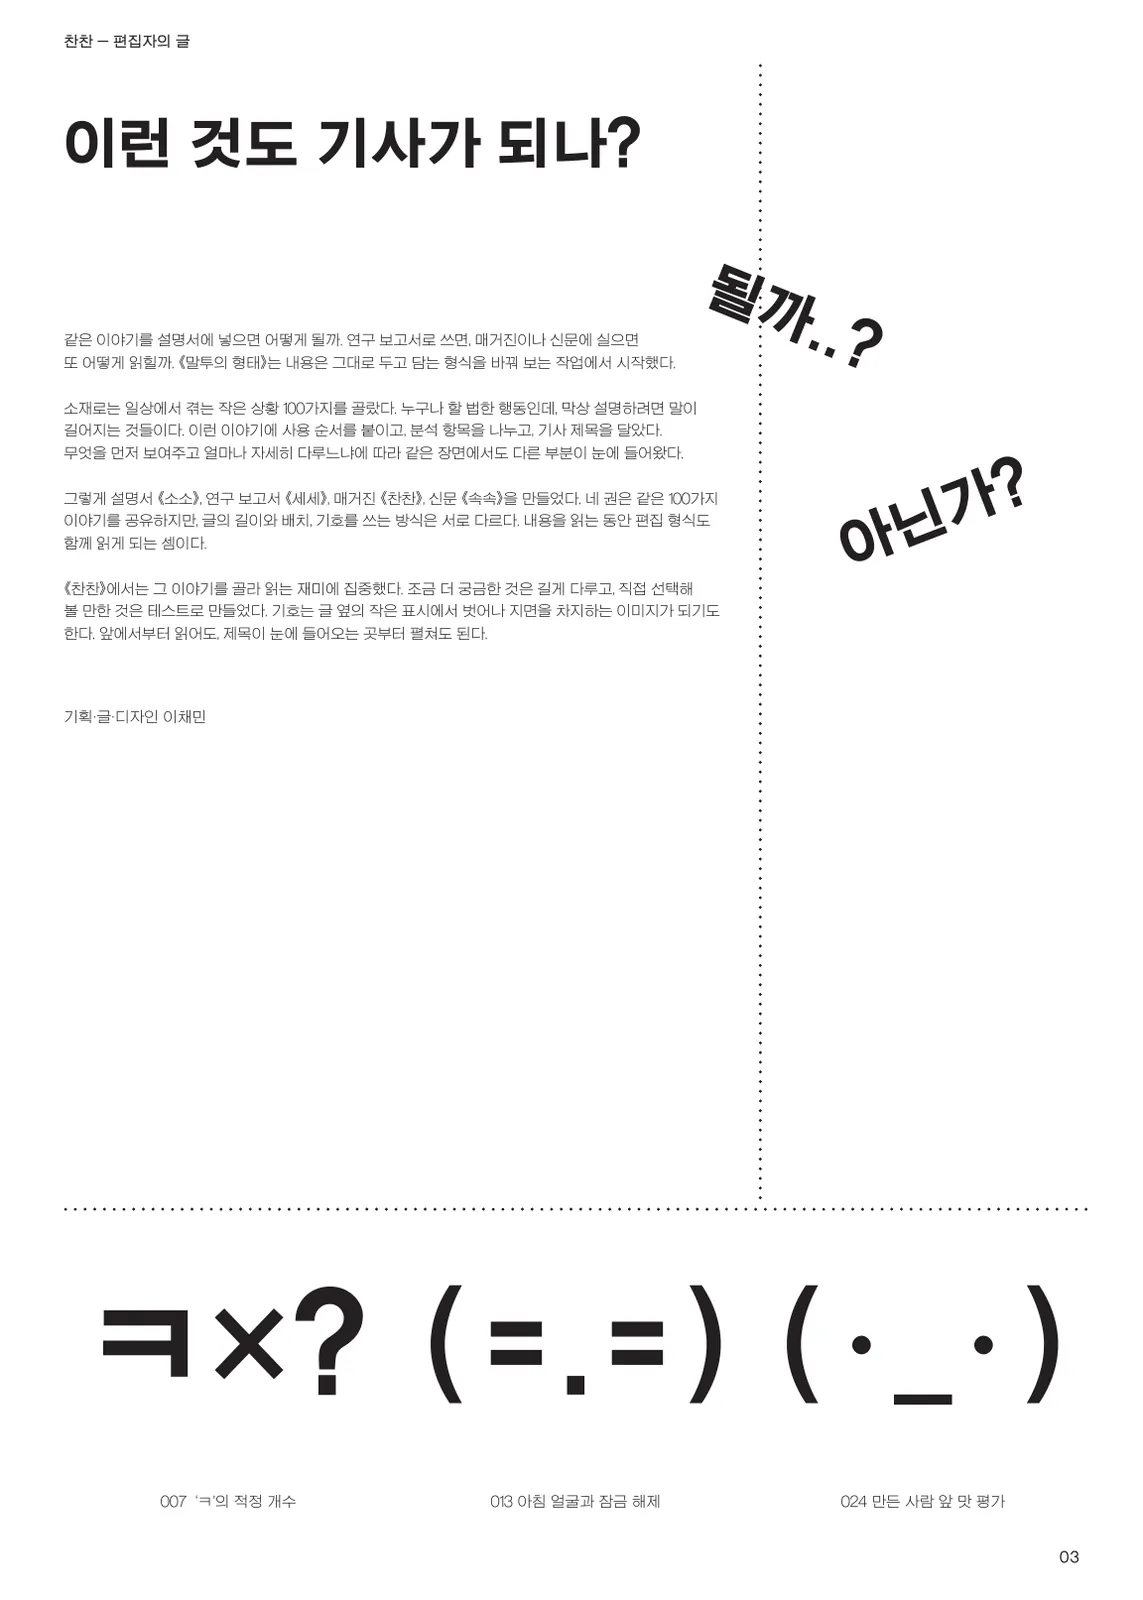 찬찬 — 편집자의 글
이런 것도 기사가 되나?
될까..?
아닌가?
같은 이야기를 설명서에 넣으면 어떻게 될까. 연구 보고서로 쓰면, 매거진이나 신문에 실으면
또 어떻게 읽힐까. 《말투의 형태》는 내용은 그대로 두고 담는 형식을 바꿔 보는 작업에서 시작했다.
소재로는 일상에서 겪는 작은 상황 100가지를 골랐다. 누구나 할 법한 행동인데, 막상 설명하려면 말이
길어지는 것들이다. 이런 이야기에 사용 순서를 붙이고, 분석 항목을 나누고, 기사 제목을 달았다.
무엇을 먼저 보여주고 얼마나 자세히 다루느냐에 따라 같은 장면에서도 다른 부분이 눈에 들어왔다.
그렇게 설명서 《소소》, 연구 보고서 《세세》, 매거진 《찬찬》, 신문 《속속》을 만들었다. 네 권은 같은 100가지
이야기를 공유하지만, 글의 길이와 배치, 기호를 쓰는 방식은 서로 다르다. 내용을 읽는 동안 편집 형식도
함께 읽게 되는 셈이다.
《찬찬》에서는 그 이야기를 골라 읽는 재미에 집중했다. 조금 더 궁금한 것은 길게 다루고, 직접 선택해
볼 만한 것은 테스트로 만들었다. 기호는 글 옆의 작은 표시에서 벗어나 지면을 차지하는 이미지가 되기도
한다. 앞에서부터 읽어도, 제목이 눈에 들어오는 곳부터 펼쳐도 된다.
기획·글·디자인 이채민
ㅋ×? (=.=) (·_·)
007 'ㅋ'의 적정 개수
013 아침 얼굴과 잠금 해제
024 만든 사람 앞 맛 평가
03